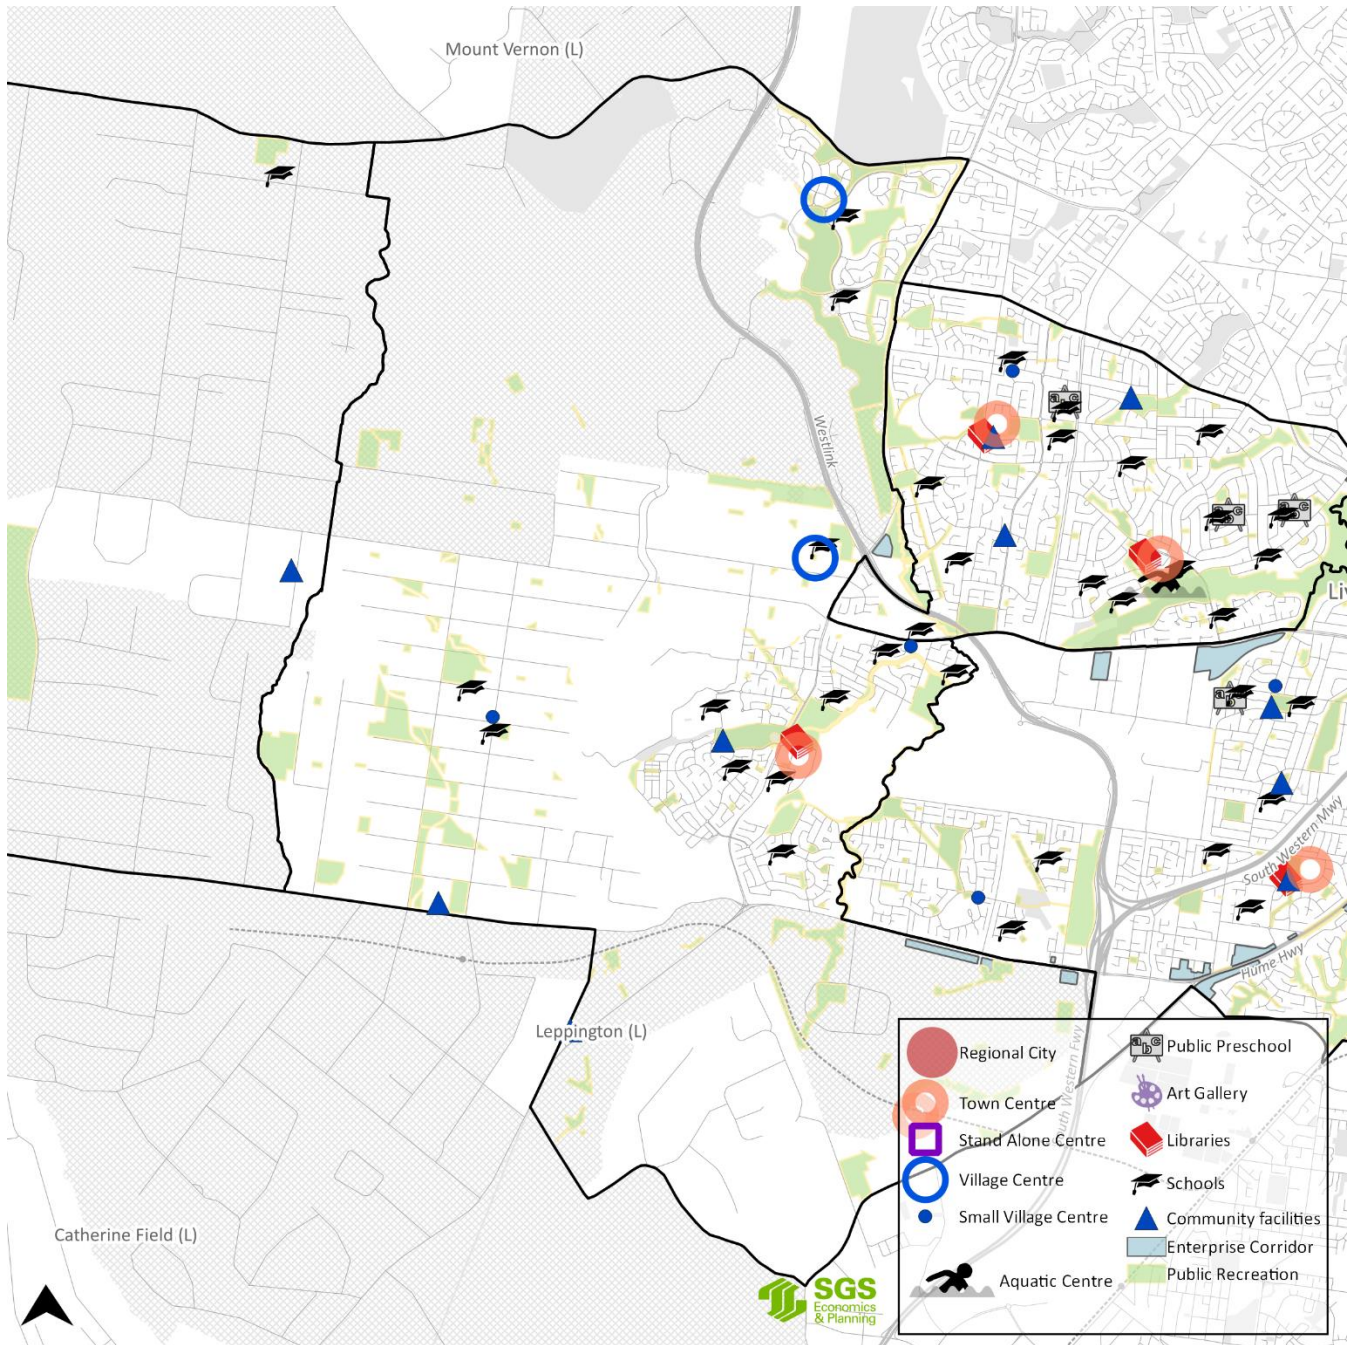 Mount Vernon (L)
Westlink
South Western Mwy
Hume Hwy
Leppington (L)
South Western Fwy
Catherine Field (L)
Regional City
Town Centre
Stand Alone Centre
Village Centre
Small Village Centre
Aquatic Centre
abc Public Preschool
Art Gallery
Libraries
Schools
Community facilities
Enterprise Corridor
Public Recreation
SGS
Economics
& Planning